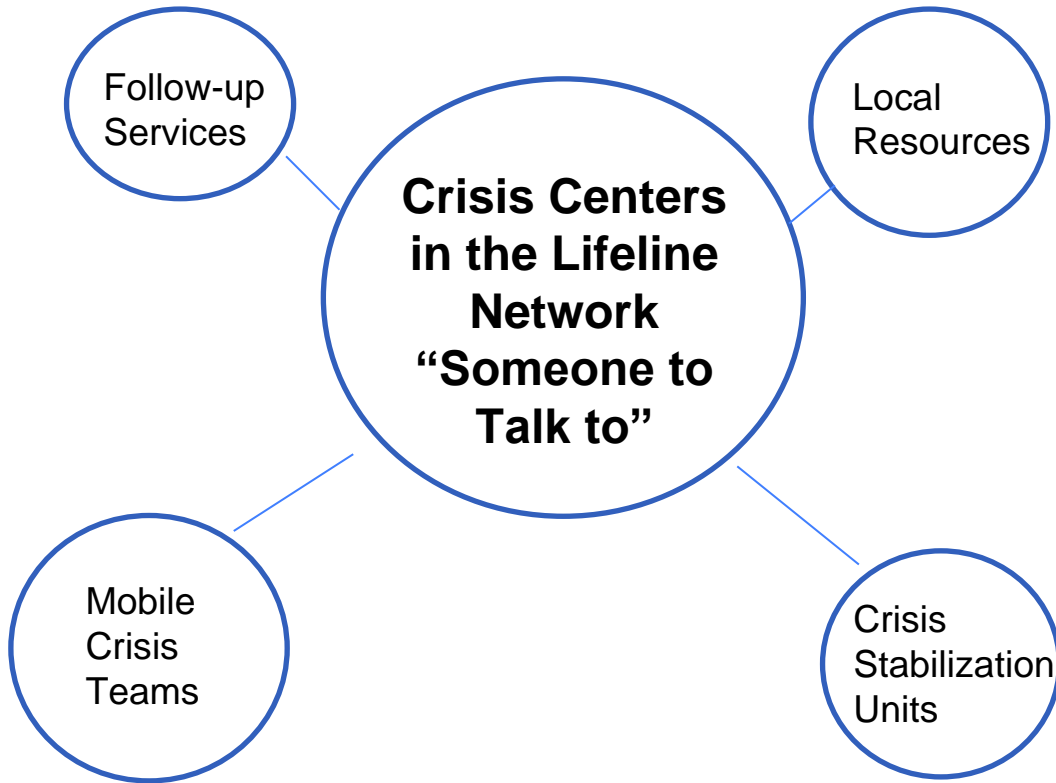 Follow-up
Services
Local
Resources
Crisis Centers
in the Lifeline
Network
“Someone to
Talk to”
Mobile
Crisis
Teams
Crisis
Stabilization
Units